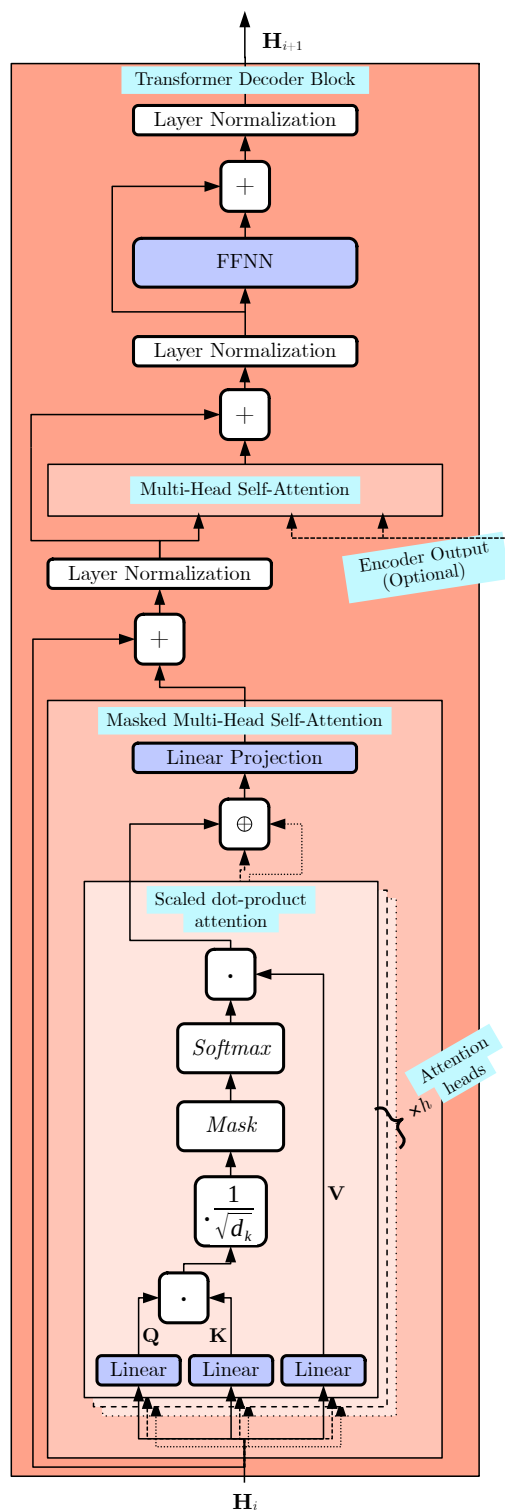 H_{i+1}
Transformer Decoder Block
Layer Normalization
+
FFNN
Layer Normalization
+
Multi-Head Self-Attention
Encoder Output
(Optional)
Layer Normalization
+
Masked Multi-Head Self-Attention
Linear Projection
⊕
Scaled dot-product
attention
·
Softmax
Attention
heads
×h
Mask
· 1/√d_k
V
·
Q K
Linear Linear Linear
H_i